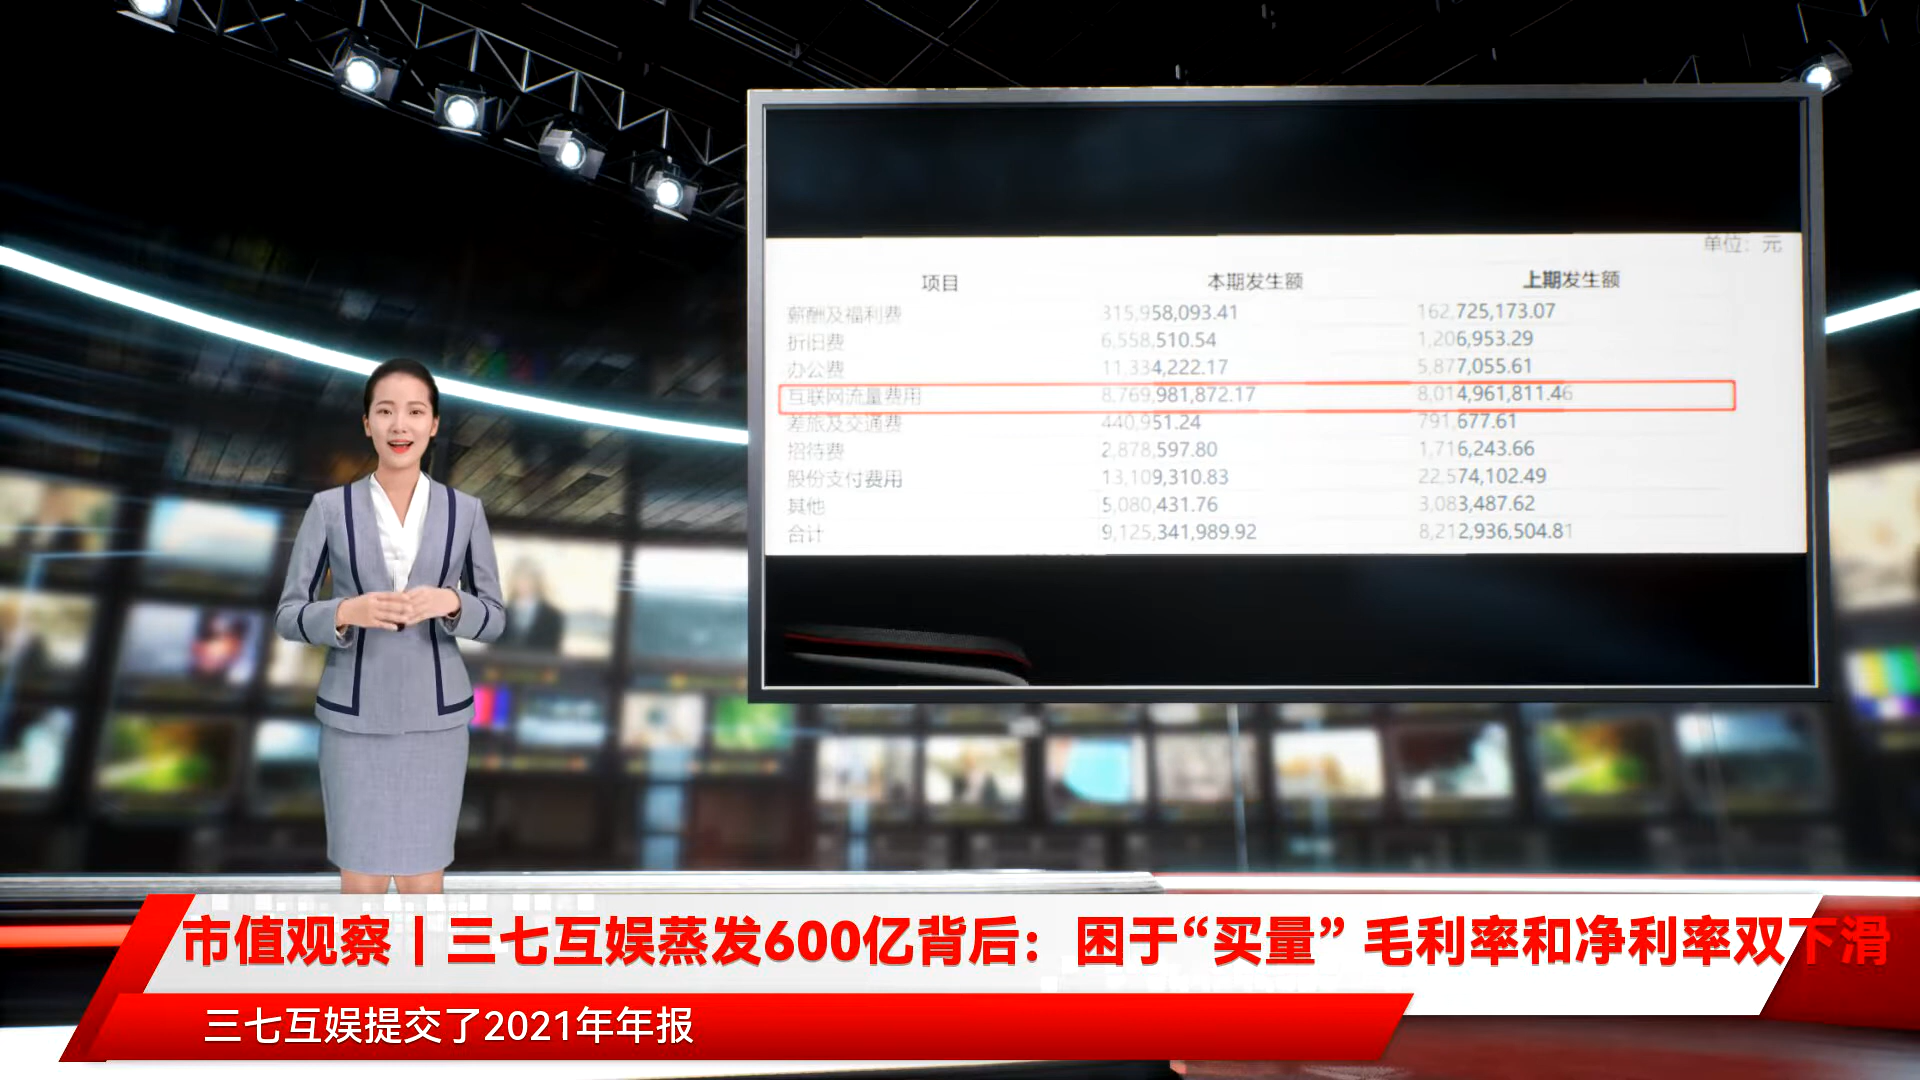 单位：元
项目 本期发生额 上期发生额
薪酬及福利费 315,958,093.41 162,725,173.07
折旧费 6,558,510.54 1,206,953.29
办公费 11,334,222.17 5,877,055.61
互联网流量费用 8,769,981,872.17 8,014,961,811.46
差旅及交通费 440,951.24 791,677.61
招待费 2,878,597.80 1,716,243.66
股份支付费用 13,109,310.83 22,574,102.49
其他 5,080,431.76 3,083,487.62
合计 9,125,341,989.92 8,212,936,504.81
市值观察｜三七互娱蒸发600亿背后：困于“买量” 毛利率和净利率双下滑
三七互娱提交了2021年年报